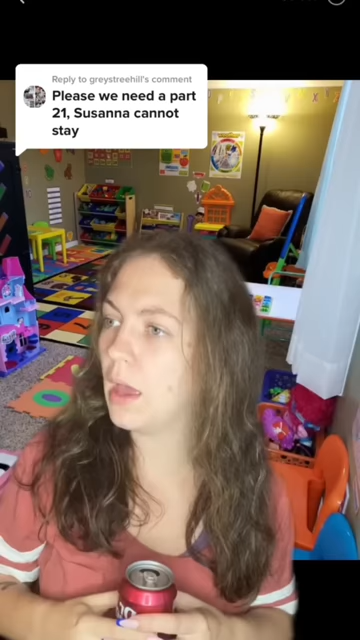 Reply to greystreehill's comment
Please we need a part
21, Susanna cannot
stay